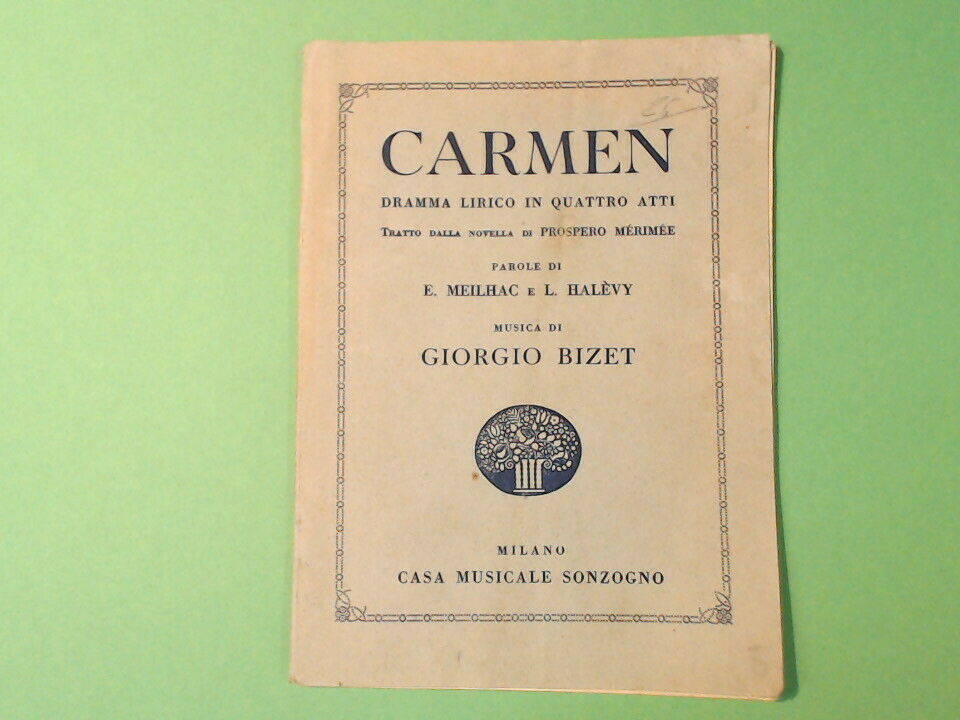 CARMEN
DRAMMA LIRICO IN QUATTRO ATTI
TRATTO DALLA NOVELLA DI PROSPERO MÉRIMÉE
PAROLE DI
E. MEILHAC E L. HALÈVY
MUSICA DI
GIORGIO BIZET
MILANO
CASA MUSICALE SONZOGNO